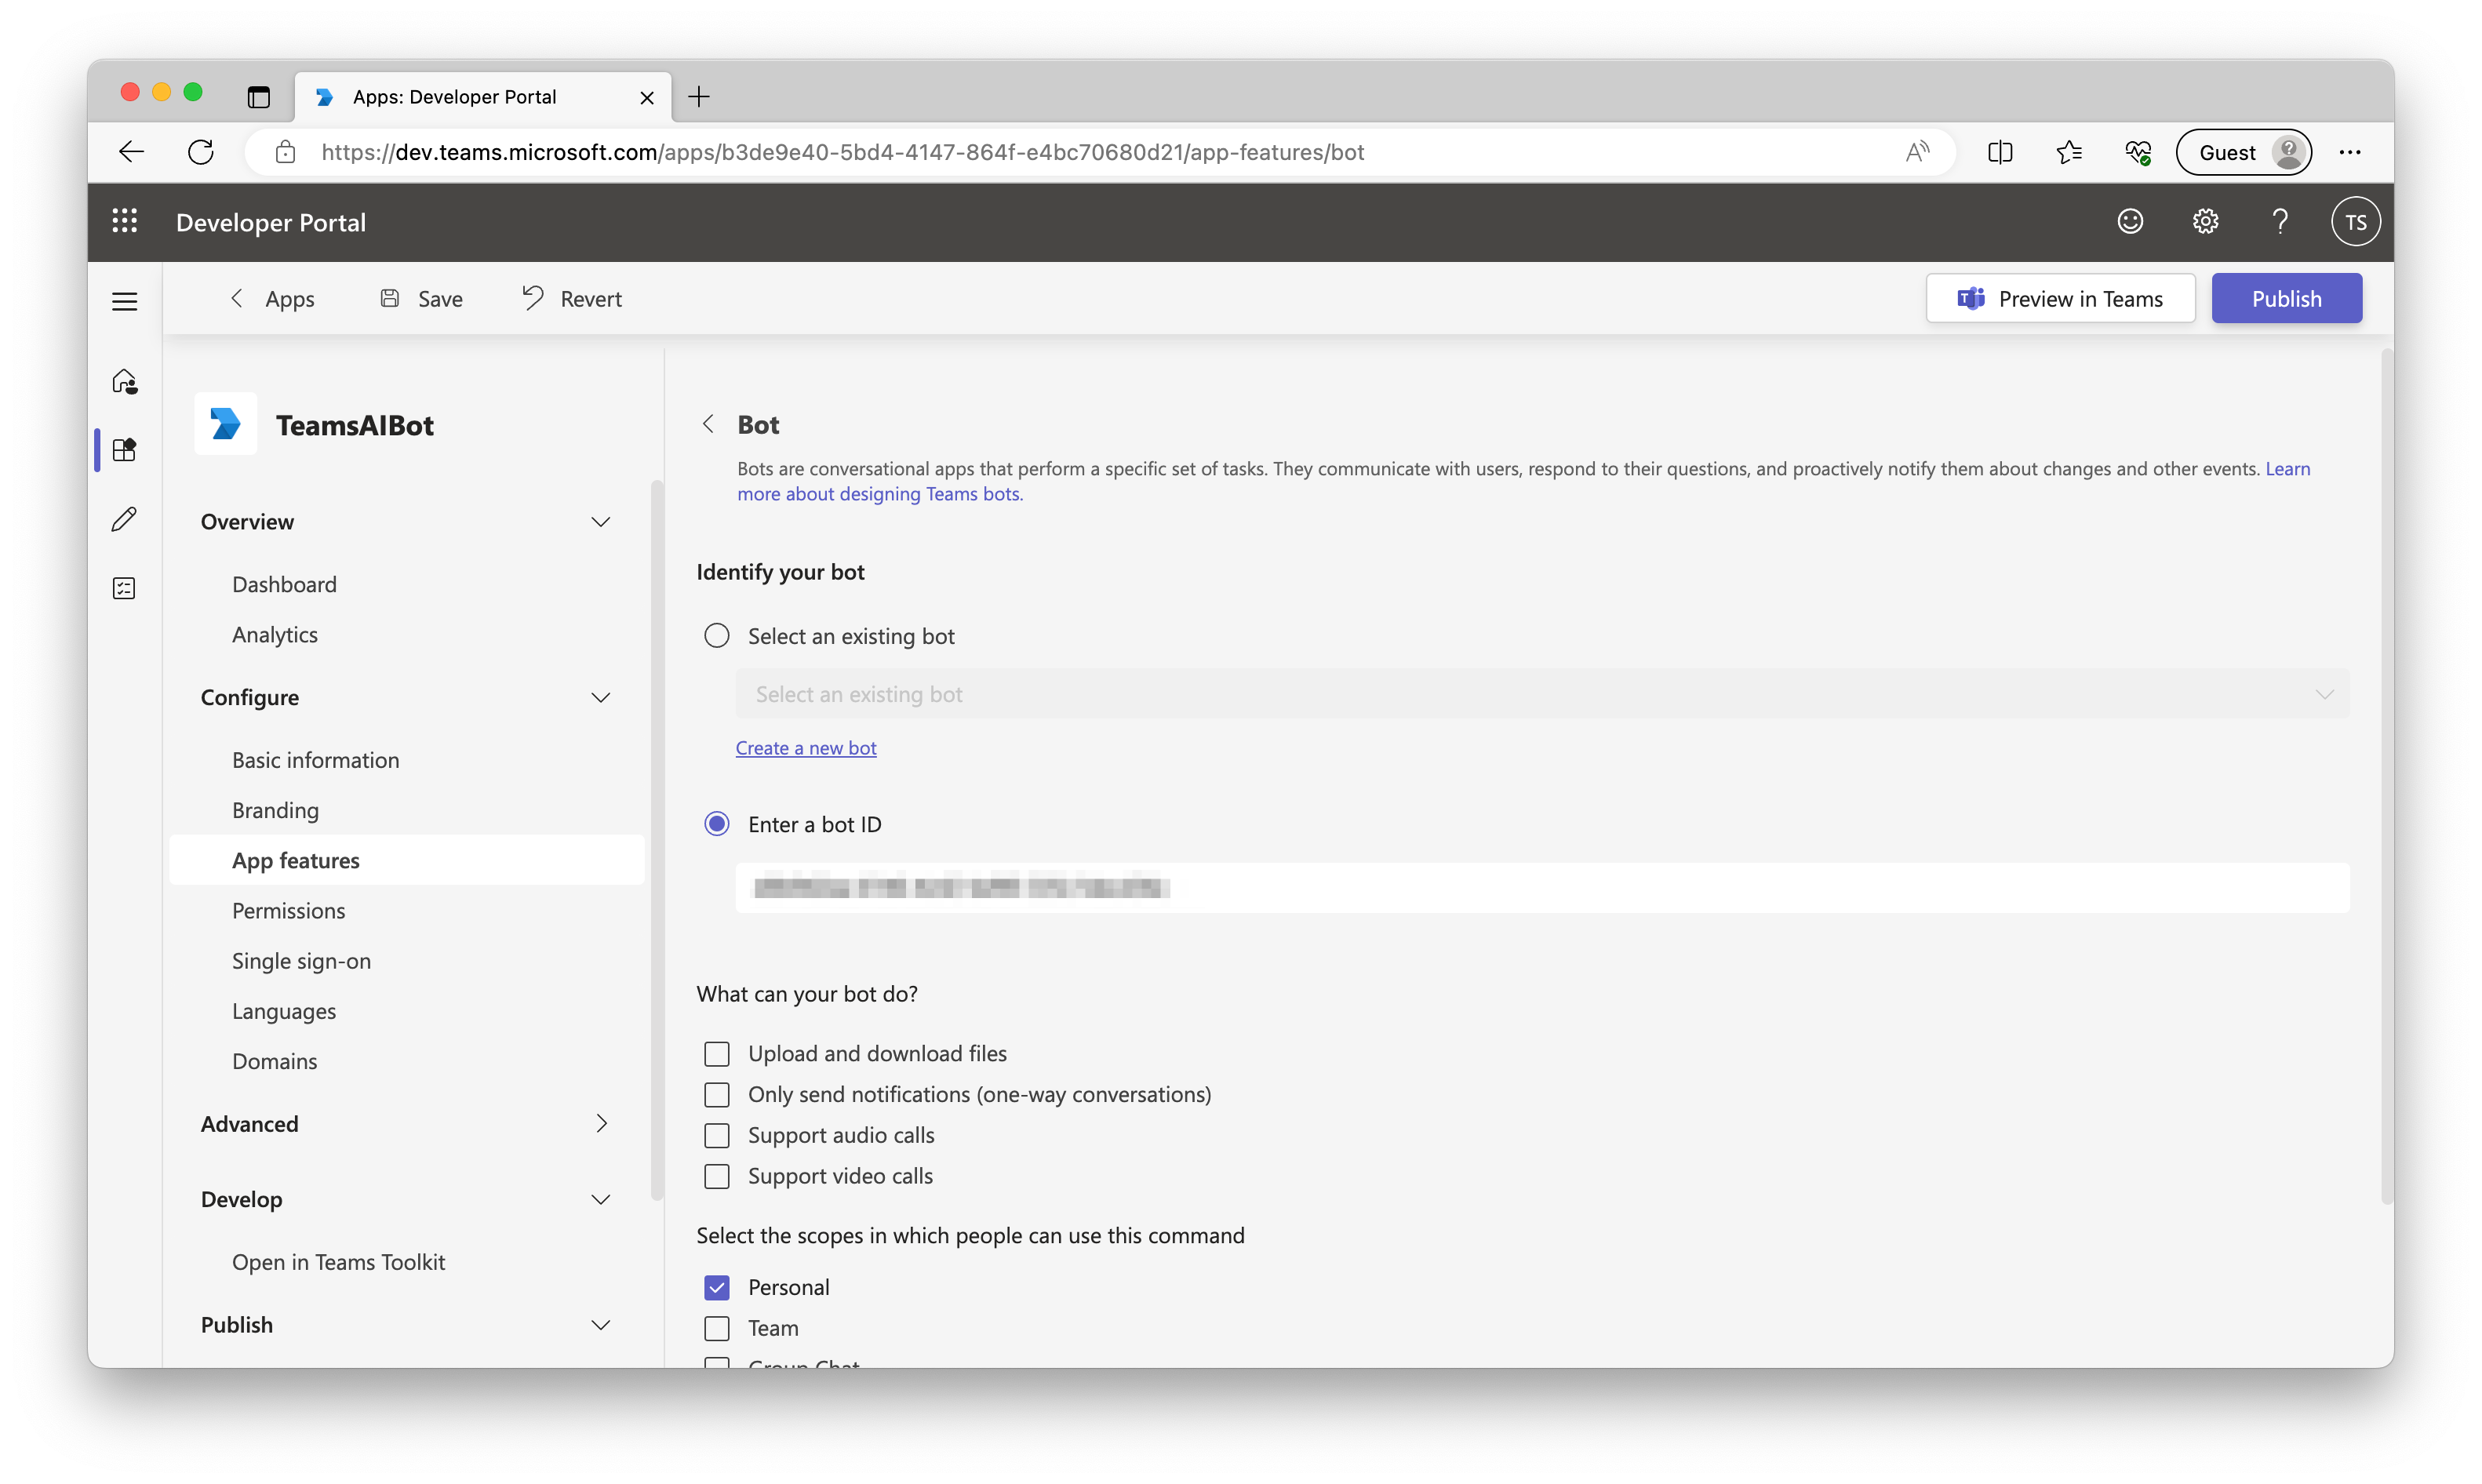 Apps: Developer Portal
https://dev.teams.microsoft.com/apps/b3de9e40-5bd4-4147-864f-e4bc70680d21/app-features/bot
A
Guest
Developer Portal
TS
Apps
Save
Revert
Preview in Teams
Publish
TeamsAIBot
Overview
Dashboard
Analytics
Configure
Basic information
Branding
App features
Permissions
Single sign-on
Languages
Domains
Advanced
Develop
Open in Teams Toolkit
Publish
Bot
Bots are conversational apps that perform a specific set of tasks. They communicate with users, respond to their questions, and proactively notify them about changes and other events. Learn
more about designing Teams bots.
Identify your bot
Select an existing bot
Select an existing bot
Create a new bot
Enter a bot ID
What can your bot do?
Upload and download files
Only send notifications (one-way conversations)
Support audio calls
Support video calls
Select the scopes in which people can use this command
Personal
Team
Group Chat